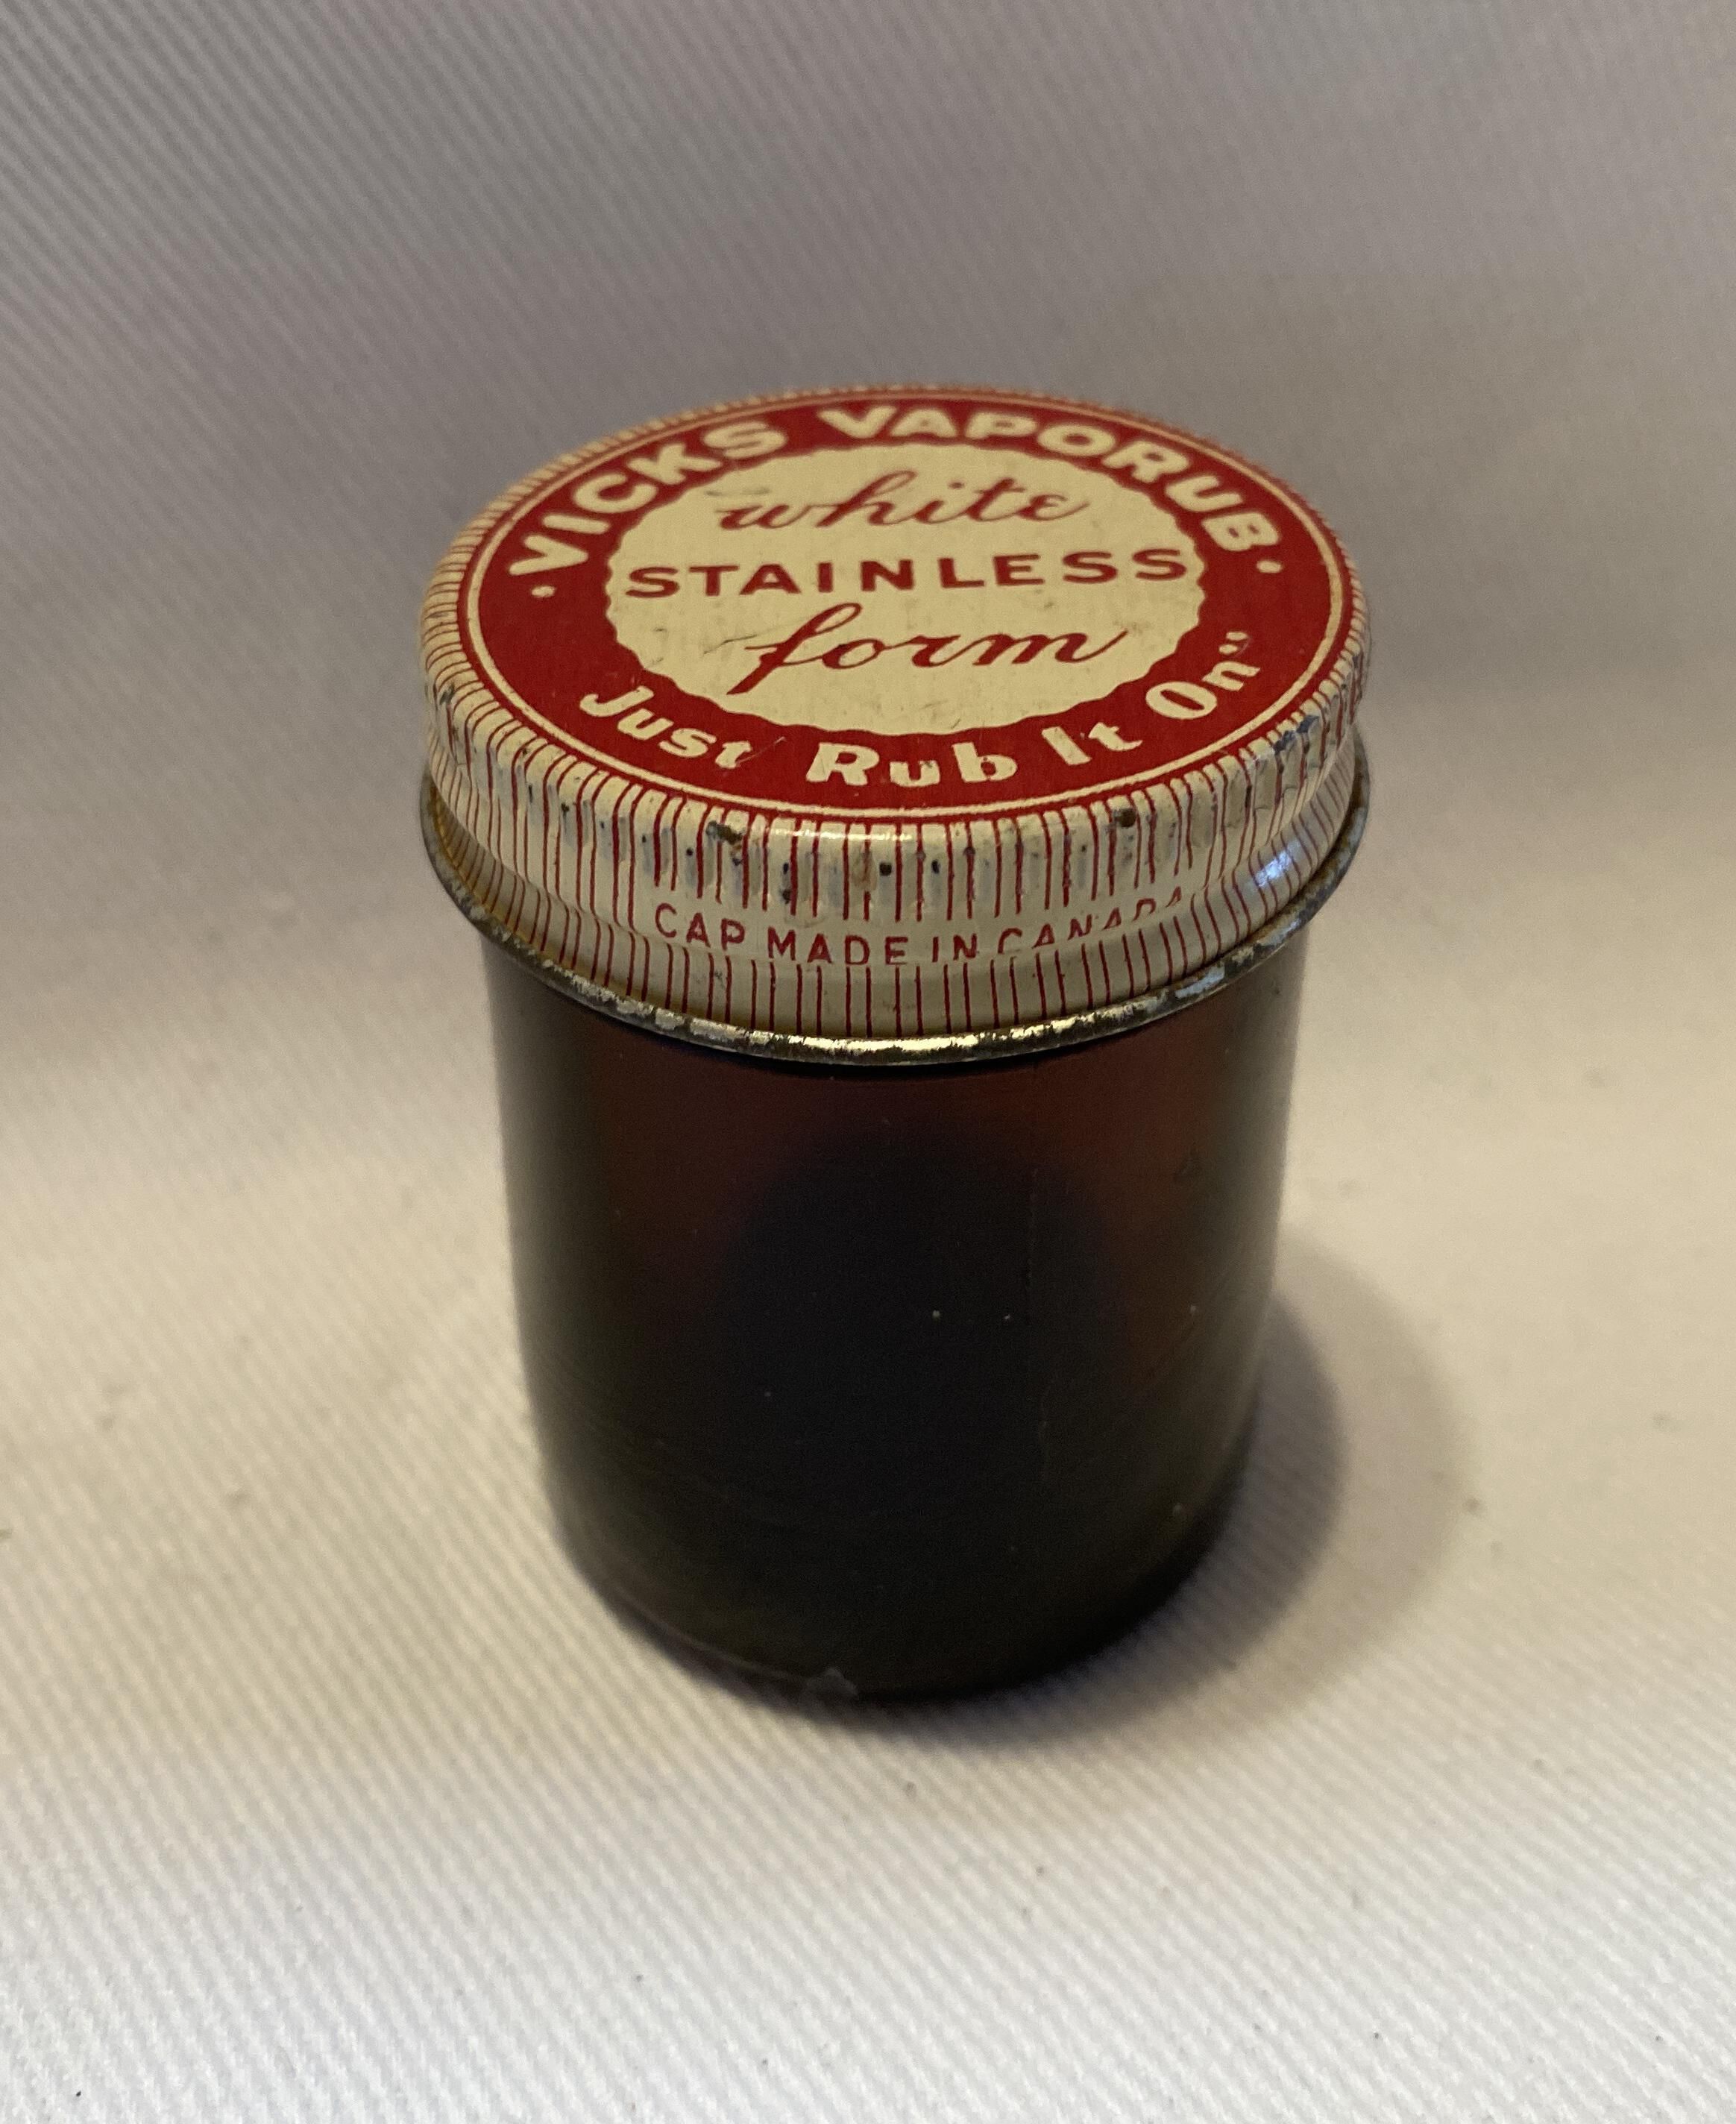 VICKS VAPORUB
white
STAINLESS
form
Just Rub It On"
CAP MADE IN CANADA